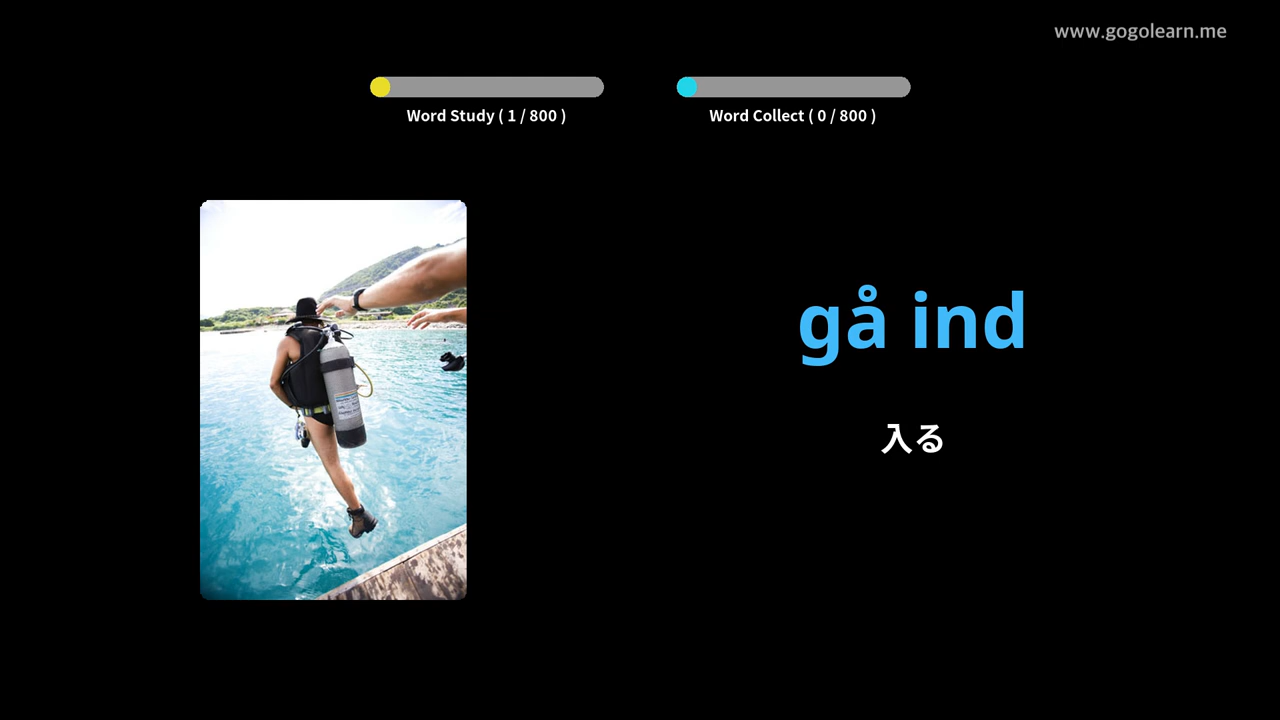 www.gogolearn.me
Word Study ( 1 / 800 )
Word Collect ( 0 / 800 )
gå ind
入る